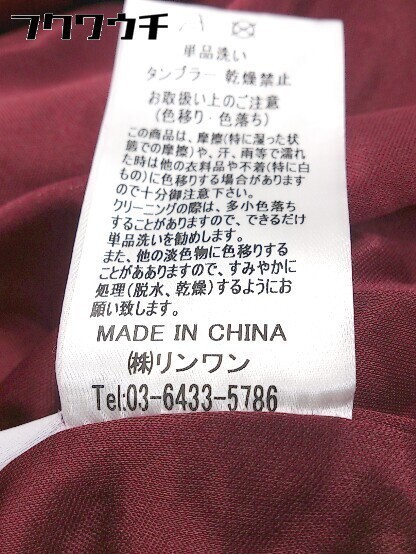 フクウウチ
A
単品洗い
タンブラー 乾燥禁止
お取扱い上のご注意
(色移り・色落ち)
この商品は、摩擦(特に湿った状
態での摩擦)や、汗、雨等で濡れ
た時は他の衣料品や不着(特に白
もの)に色移りする場合があります
ので十分御注意下さい。
クリーニングの際は、多小色落ち
することがありますので、できるだけ
単品洗いを勧めします。
また、他の淡色物に色移りする
ことがああますので、すみやかに
処理(脱水、乾燥)するようにお
願い致します。
MADE IN CHINA
㈱リンワン
Tel:03-6433-5786